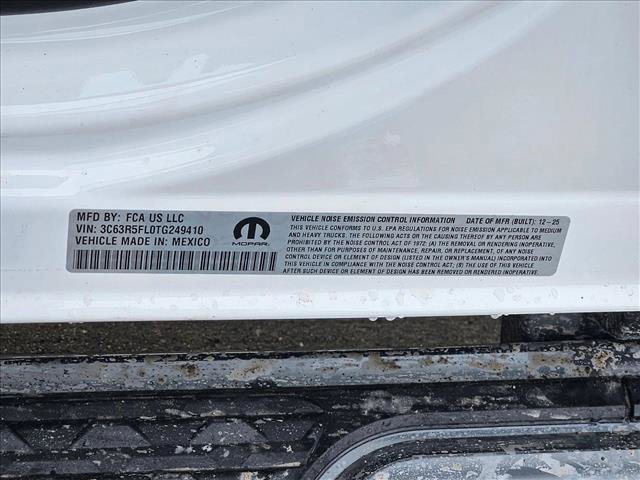 MFD BY: FCA US LLC
VIN: 3C63R5FL0TG249410
VEHICLE MADE IN: MEXICO
MOPAR
VEHICLE NOISE EMISSION CONTROL INFORMATION DATE OF MFR (BUILT): 12-25
THIS VEHICLE CONFORMS TO U.S. EPA REGULATIONS FOR NOISE EMISSION APPLICABLE TO MEDIUM
AND HEAVY TRUCKS. THE FOLLOWING ACTS OR THE CAUSING THEREOF BY ANY PERSON ARE
PROHIBITED BY THE NOISE CONTROL ACT OF 1972: (A) THE REMOVAL OR RENDERING INOPERATIVE,
OTHER THAN FOR PURPOSES OF MAINTENANCE, REPAIR, OR REPLACEMENT, OF ANY NOISE
CONTROL DEVICE OR ELEMENT OF DESIGN (LISTED IN THE OWNER'S MANUAL) INCORPORATED INTO
THIS VEHICLE IN COMPLIANCE WITH THE NOISE CONTROL ACT; (B) THE USE OF THIS VEHICLE
AFTER SUCH DEVICE OR ELEMENT OF DESIGN HAS BEEN REMOVED OR RENDERED INOPERATIVE.